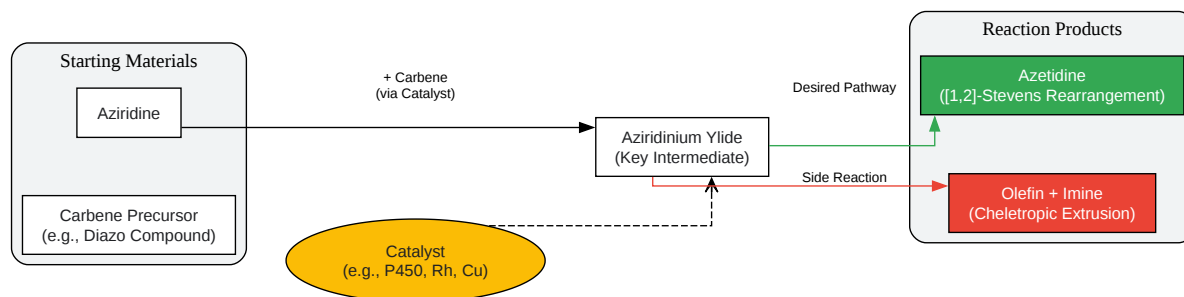 Starting Materials
Aziridine
Carbene Precursor
(e.g., Diazo Compound)
+ Carbene
(via Catalyst)
Catalyst
(e.g., P450, Rh, Cu)
Aziridinium Ylide
(Key Intermediate)
Desired Pathway
Side Reaction
Reaction Products
Azetidine
([1,2]-Stevens Rearrangement)
Olefin + Imine
(Cheletropic Extrusion)